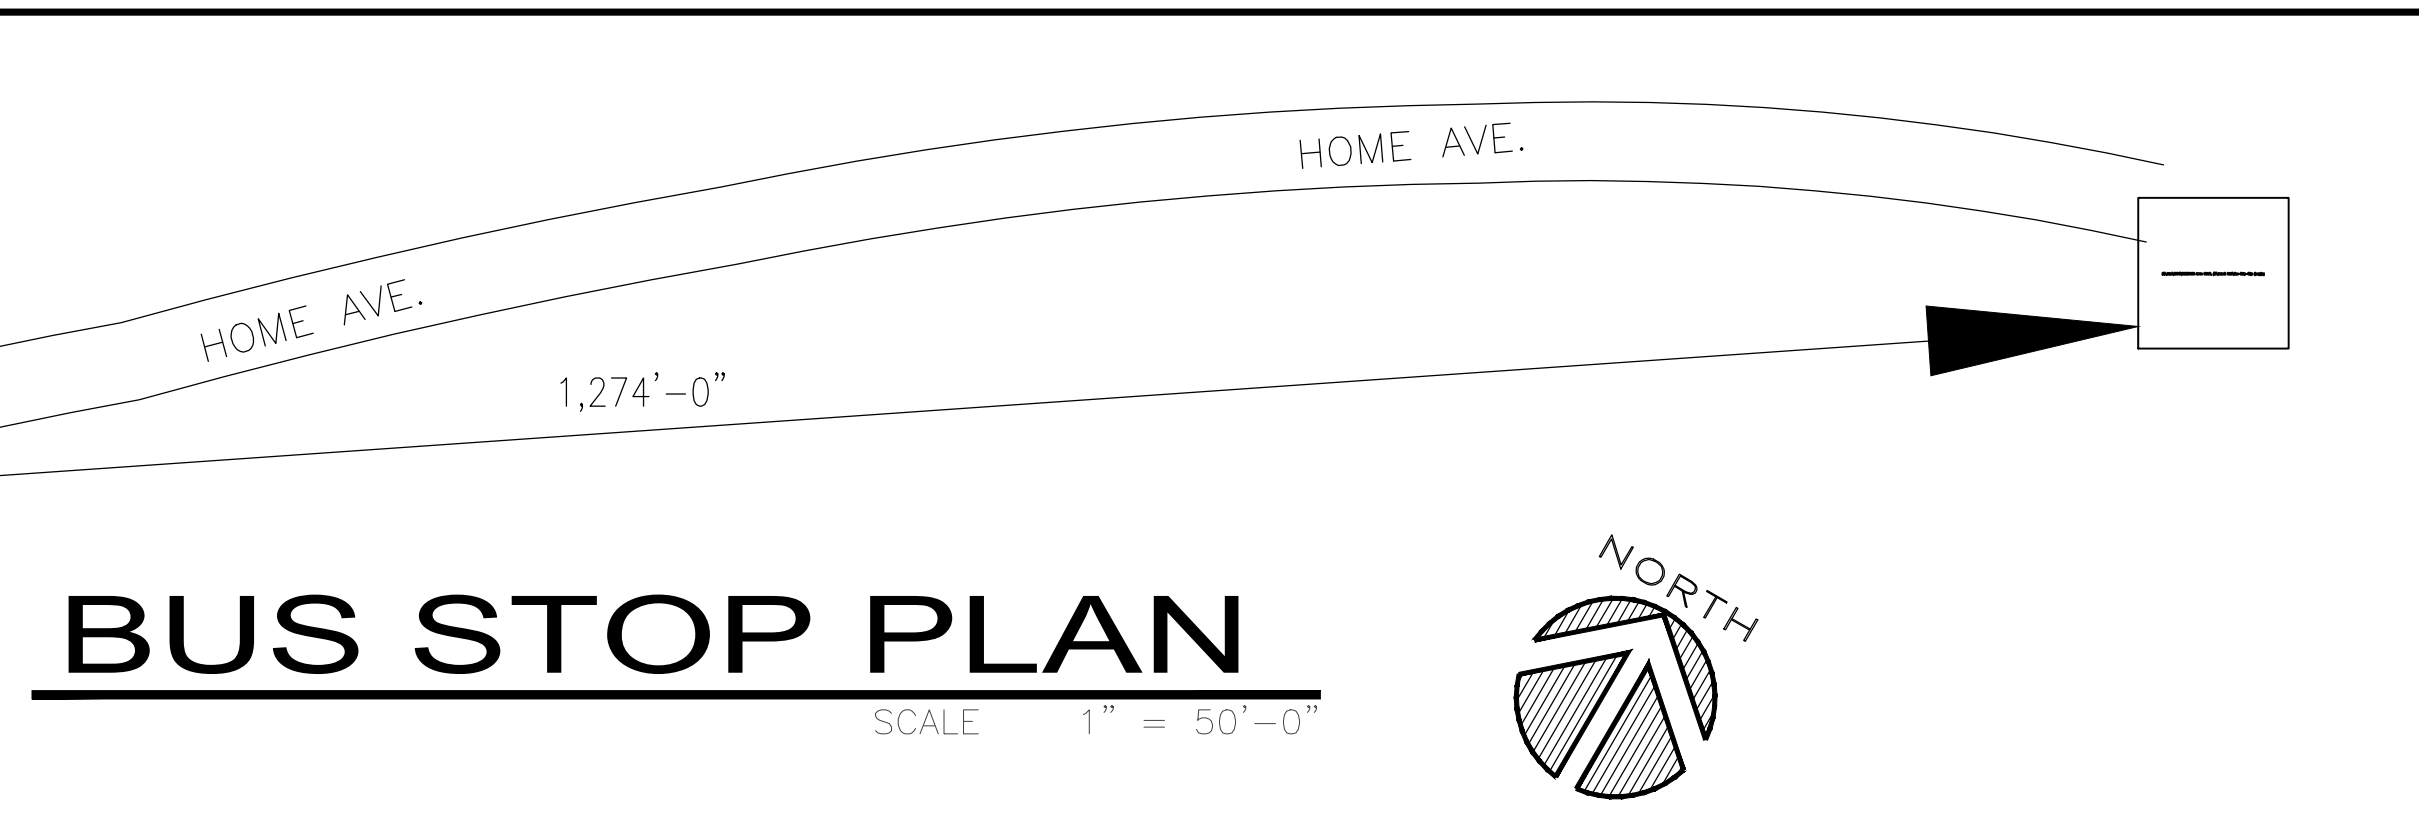 HOME AVE.
HOME AVE.
1,274'-0"
NORTH
BUS STOP PLAN
SCALE 1" = 50'-0"